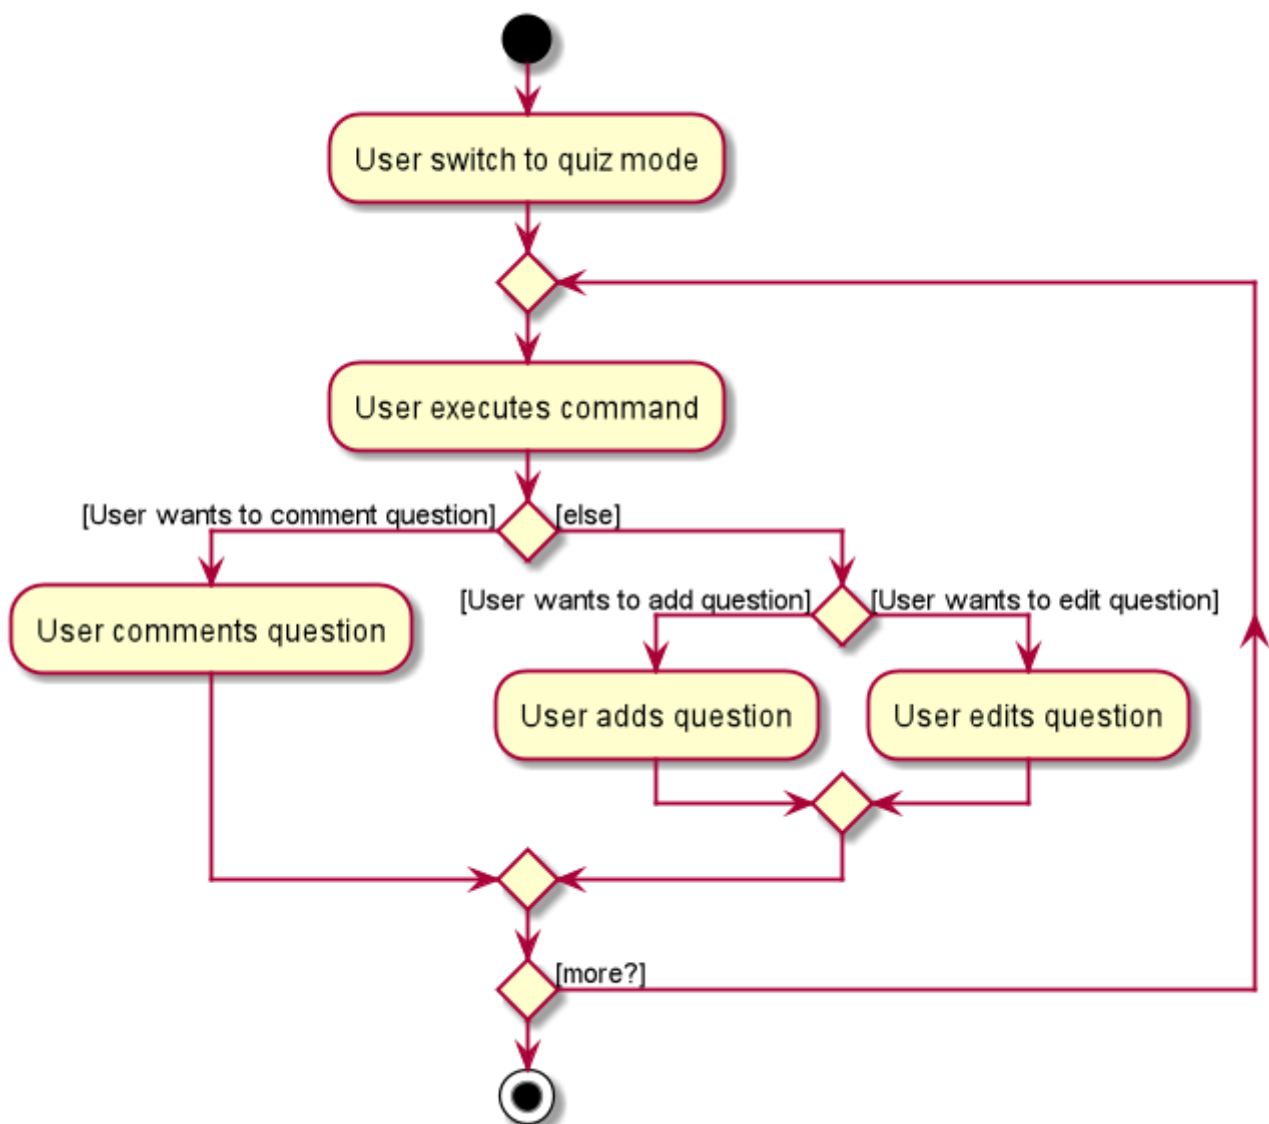 User switch to quiz mode
User executes command
[User wants to comment question]
[else]
[User wants to add question]
[User wants to edit question]
User comments question
User adds question
User edits question
[more?]